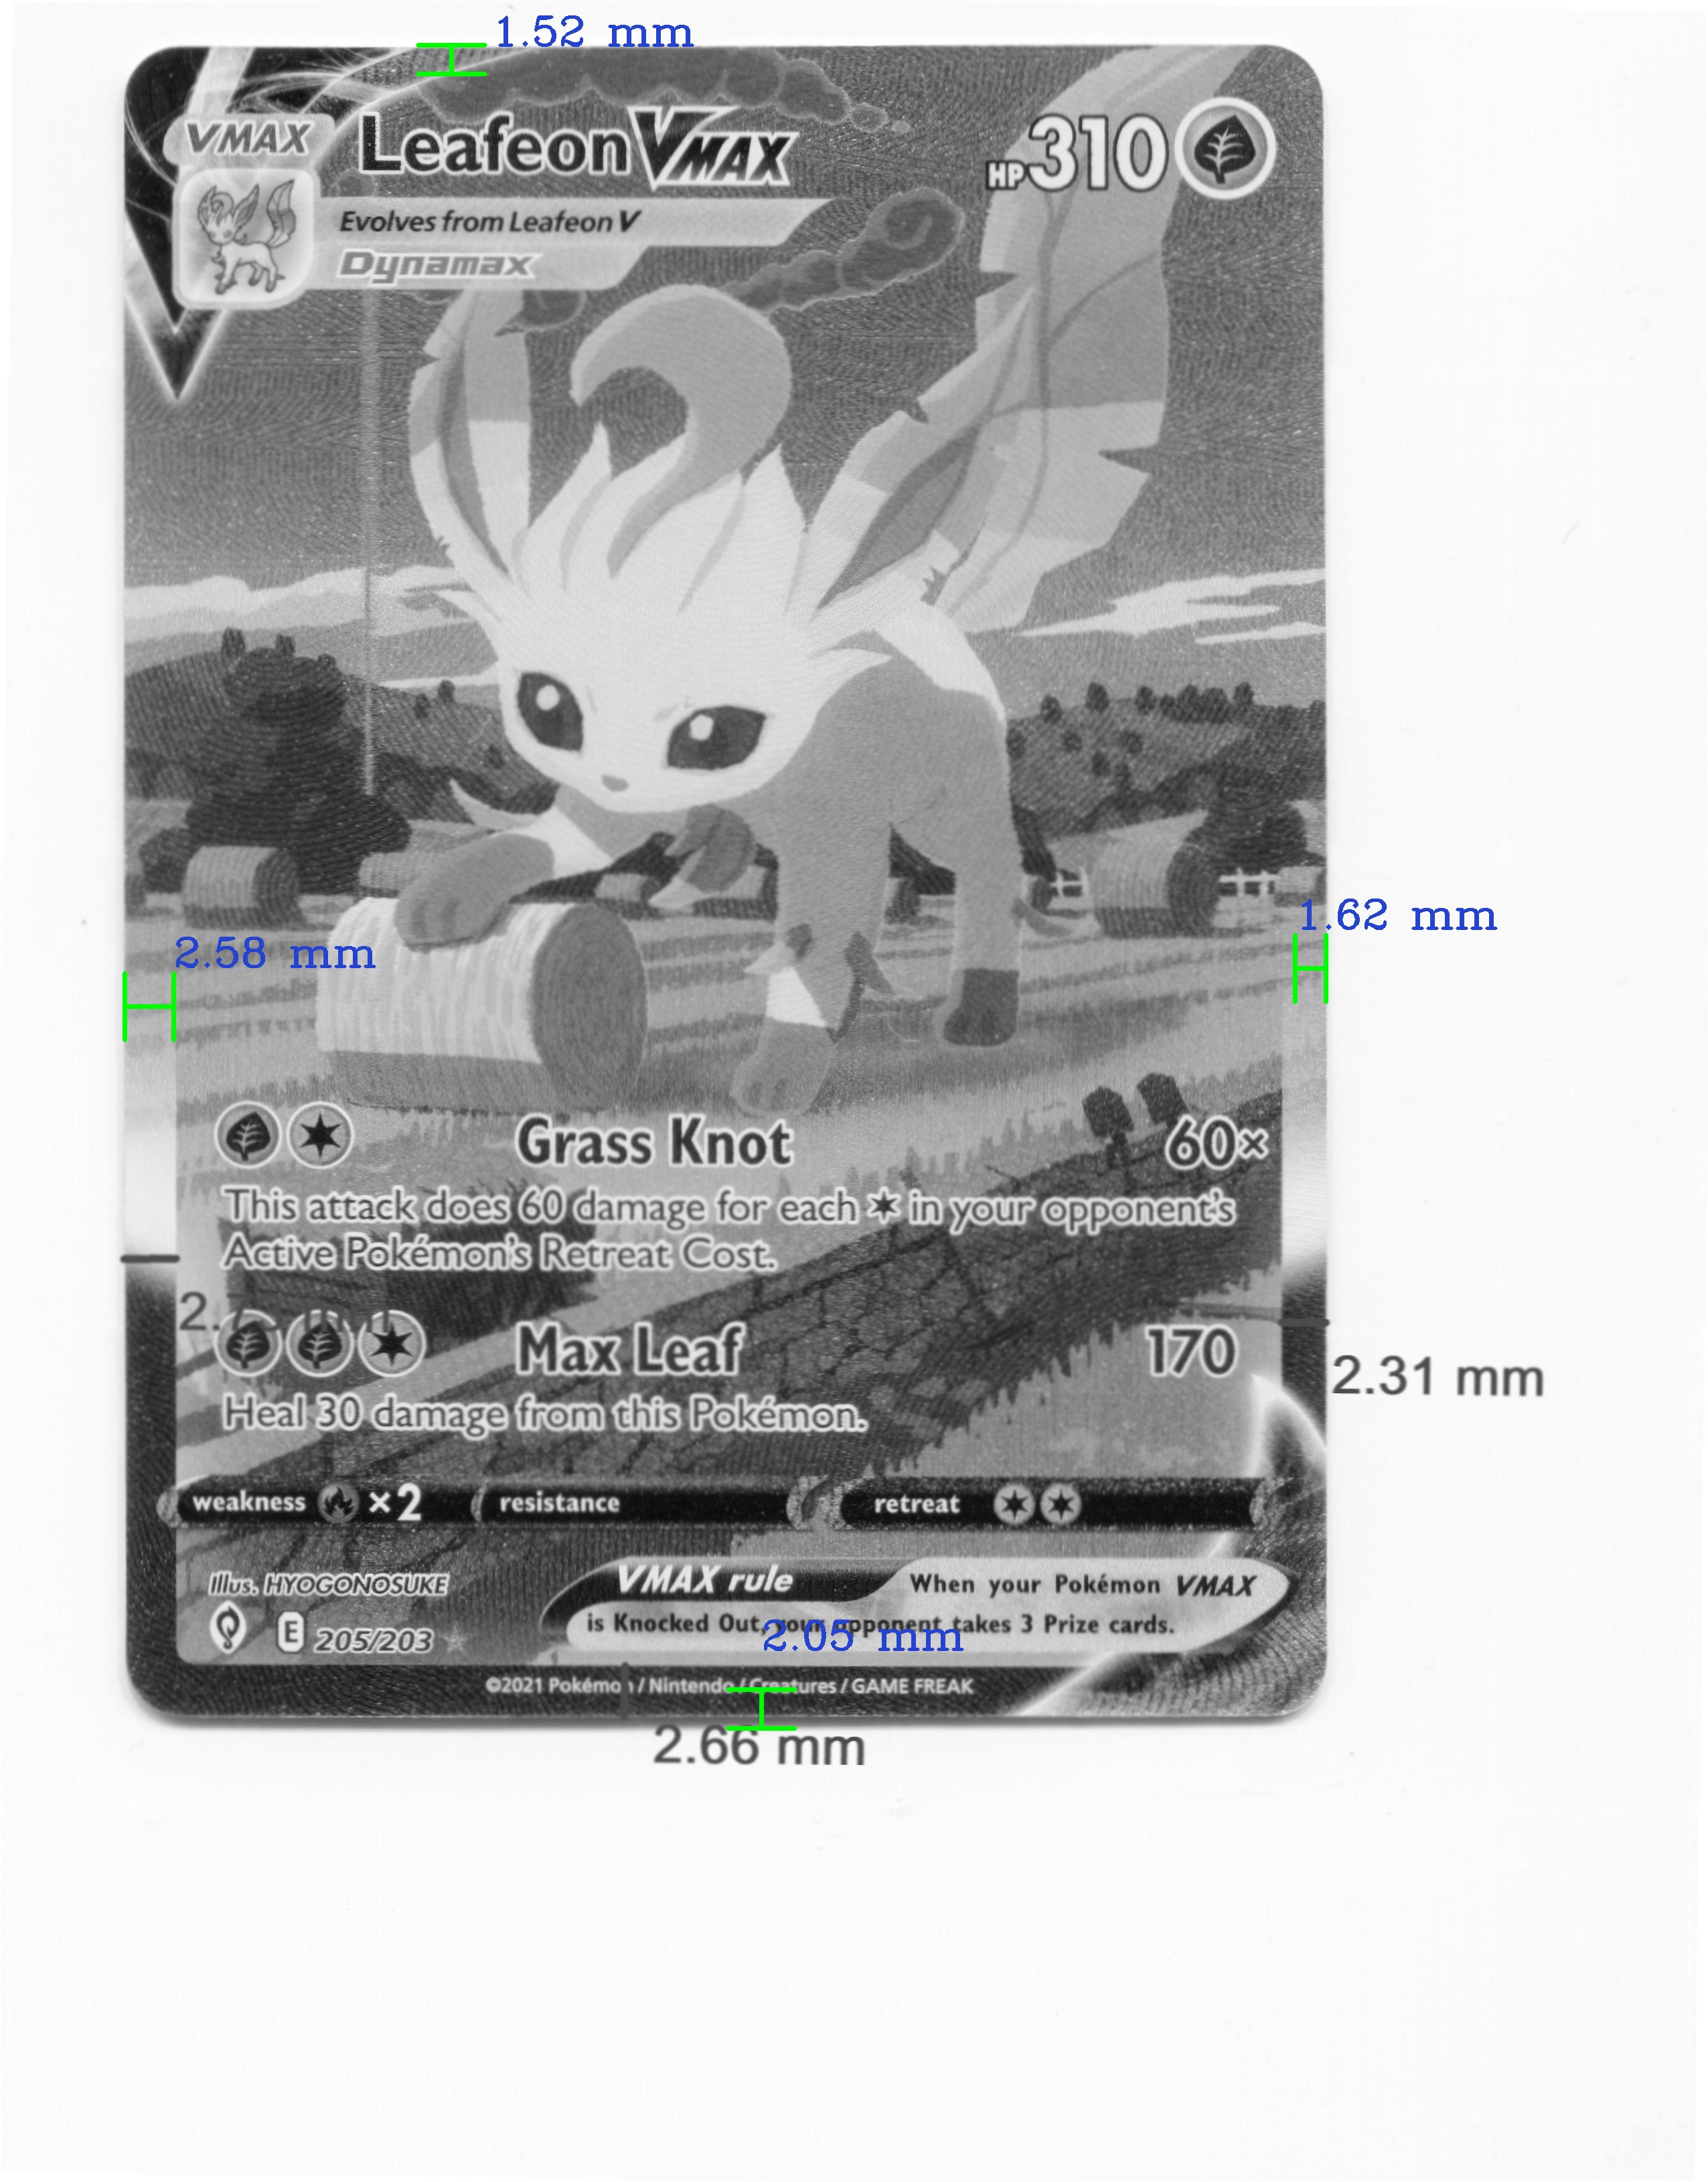 1.52 mm
VMAX
Leafeon VMAX
HP 310
Evolves from Leafeon V
Dynamax
1.62 mm
2.58 mm
Grass Knot 60×
This attack does 60 damage for each ✶ in your opponent's
Active Pokémon's Retreat Cost.
Max Leaf 170
Heal 30 damage from this Pokémon.
2.31 mm
weakness ×2 resistance retreat
Illus. HYOGONOSUKE
VMAX rule When your Pokémon VMAX
is Knocked Out, your opponent takes 3 Prize cards.
E 205/203
2.05 mm
©2021 Pokémon / Nintendo / Creatures / GAME FREAK
2.66 mm